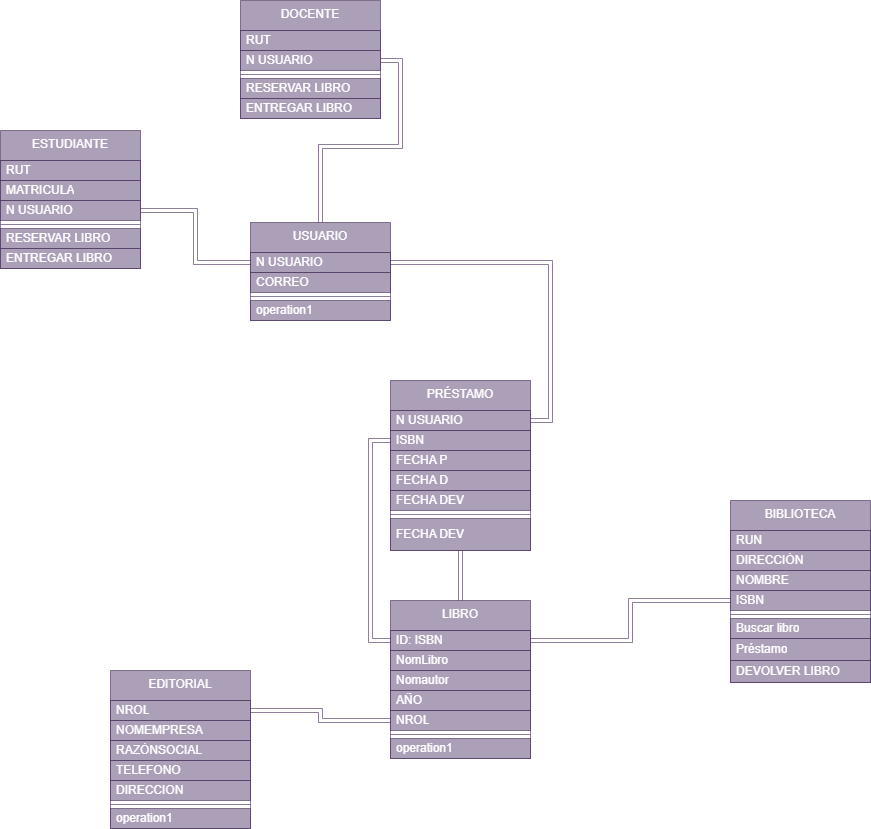 DOCENTE
RUT
N USUARIO
RESERVAR LIBRO
ENTREGAR LIBRO
ESTUDIANTE
RUT
MATRICULA
N USUARIO
RESERVAR LIBRO
ENTREGAR LIBRO
USUARIO
N USUARIO
CORREO
operation1
PRÉSTAMO
N USUARIO
ISBN
FECHA P
FECHA D
FECHA DEV
FECHA DEV
BIBLIOTECA
RUN
DIRECCIÓN
NOMBRE
ISBN
Buscar libro
Préstamo
DEVOLVER LIBRO
LIBRO
ID: ISBN
NomLibro
Nomautor
AÑO
NROL
operation1
EDITORIAL
NROL
NOMEMPRESA
RAZÓNSOCIAL
TELEFONO
DIRECCION
operation1